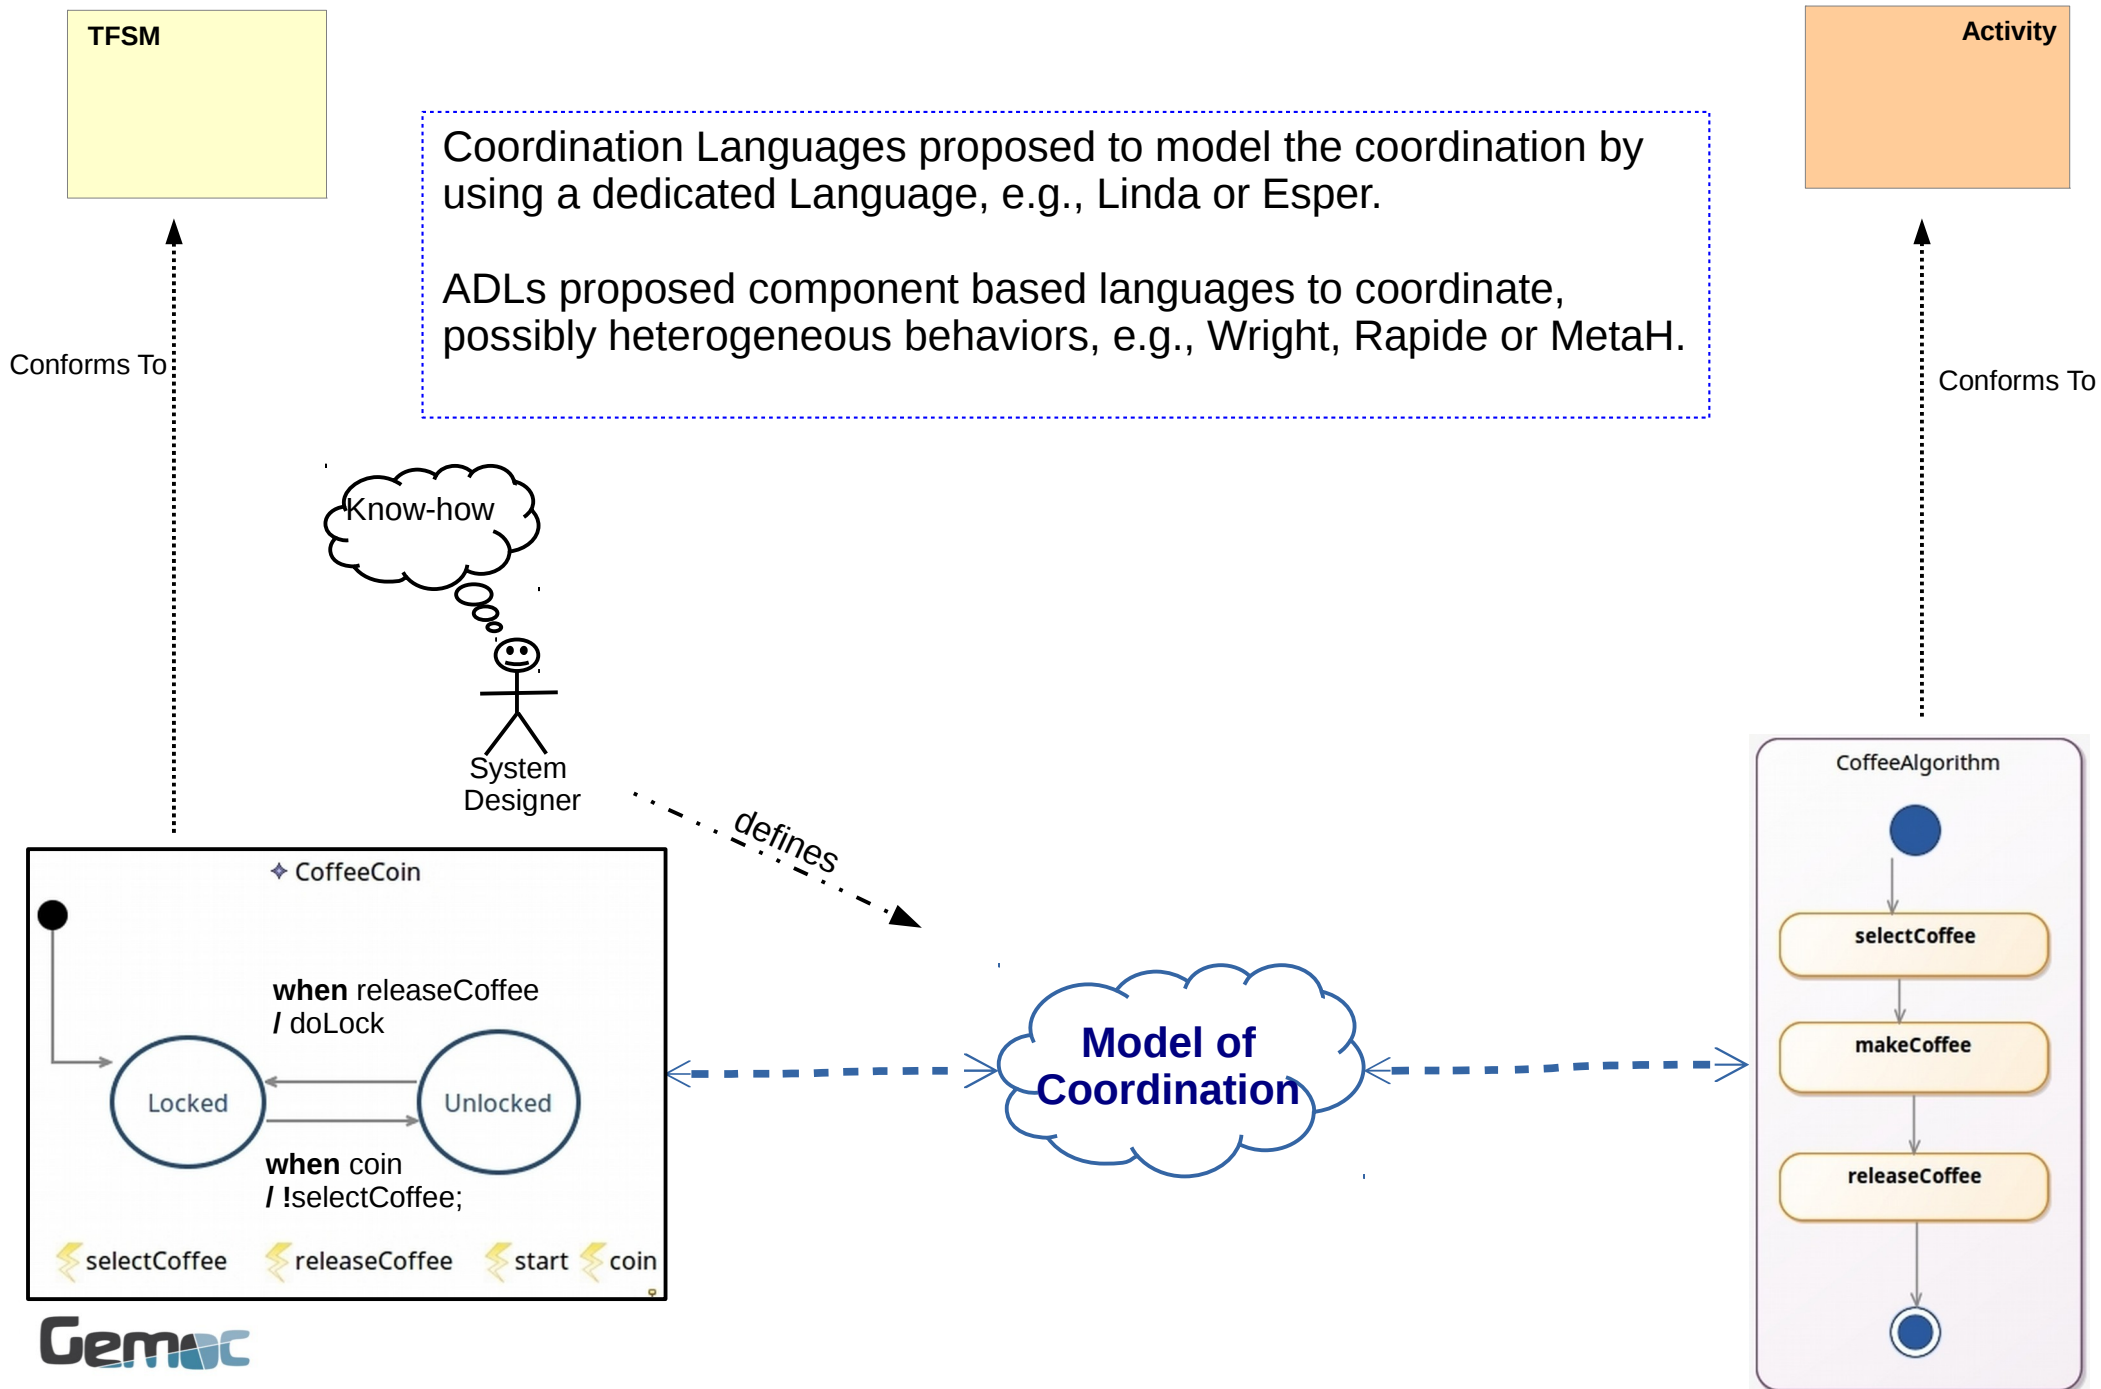 TFSM
Activity
Coordination Languages proposed to model the coordination by
using a dedicated Language, e.g., Linda or Esper.
ADLs proposed component based languages to coordinate,
possibly heterogeneous behaviors, e.g., Wright, Rapide or MetaH.
Conforms To
Conforms To
Know-how
System
Designer
defines
CoffeeCoin
when releaseCoffee
/ doLock
Locked
Unlocked
when coin
/ !selectCoffee;
selectCoffee
releaseCoffee
start
coin
Model of
Coordination
CoffeeAlgorithm
selectCoffee
makeCoffee
releaseCoffee
Gemoc